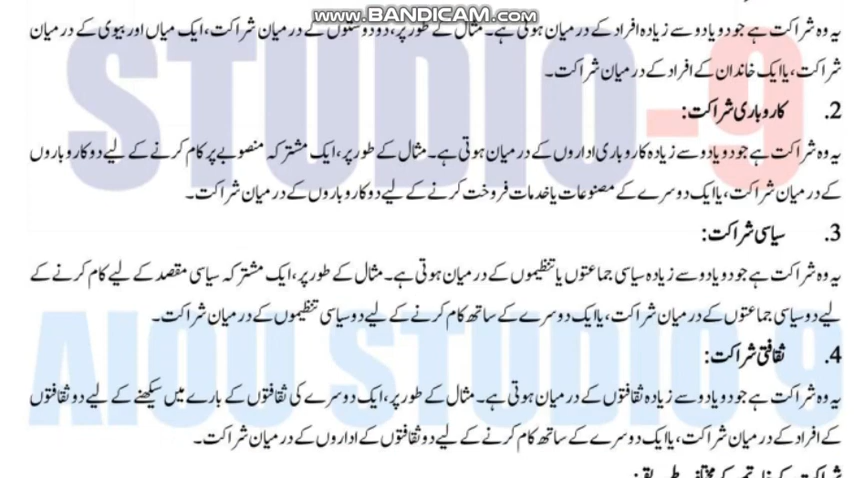 www.BANDICAM.com
یہ وہ شراکت ہے جو دو یا دو سے زیادہ افراد کے درمیان ہوتی ہے۔ مثال کے طور پر، دو دوستوں کے درمیان شراکت، ایک میاں اور بیوی کے درمیان
شراکت، یا ایک خاندان کے افراد کے درمیان شراکت۔
2. کاروباری شراکت:
یہ وہ شراکت ہے جو دو یا دو سے زیادہ کاروباری اداروں کے درمیان ہوتی ہے۔ مثال کے طور پر، ایک مشترکہ منصوبے پر کام کرنے کے لیے دو کاروباروں
کے درمیان شراکت، یا ایک دوسرے کے مصنوعات یا خدمات فروخت کرنے کے لیے دو کاروباروں کے درمیان شراکت۔
3. سیاسی شراکت:
یہ وہ شراکت ہے جو دو یا دو سے زیادہ سیاسی جماعتوں یا تنظیموں کے درمیان ہوتی ہے۔ مثال کے طور پر، ایک مشترکہ سیاسی مقصد کے لیے کام کرنے کے
لیے دو سیاسی جماعتوں کے درمیان شراکت، یا ایک دوسرے کے ساتھ کام کرنے کے لیے دو سیاسی تنظیموں کے درمیان شراکت۔
4. ثقافتی شراکت:
یہ وہ شراکت ہے جو دو یا دو سے زیادہ ثقافتوں کے درمیان ہوتی ہے۔ مثال کے طور پر، ایک دوسرے کی ثقافتوں کے بارے میں سیکھنے کے لیے دو ثقافتوں
کے افراد کے درمیان شراکت، یا ایک دوسرے کے ساتھ کام کرنے کے لیے دو ثقافتوں کے اداروں کے درمیان شراکت۔
STUDIO-9
AIOU STUDIO 9